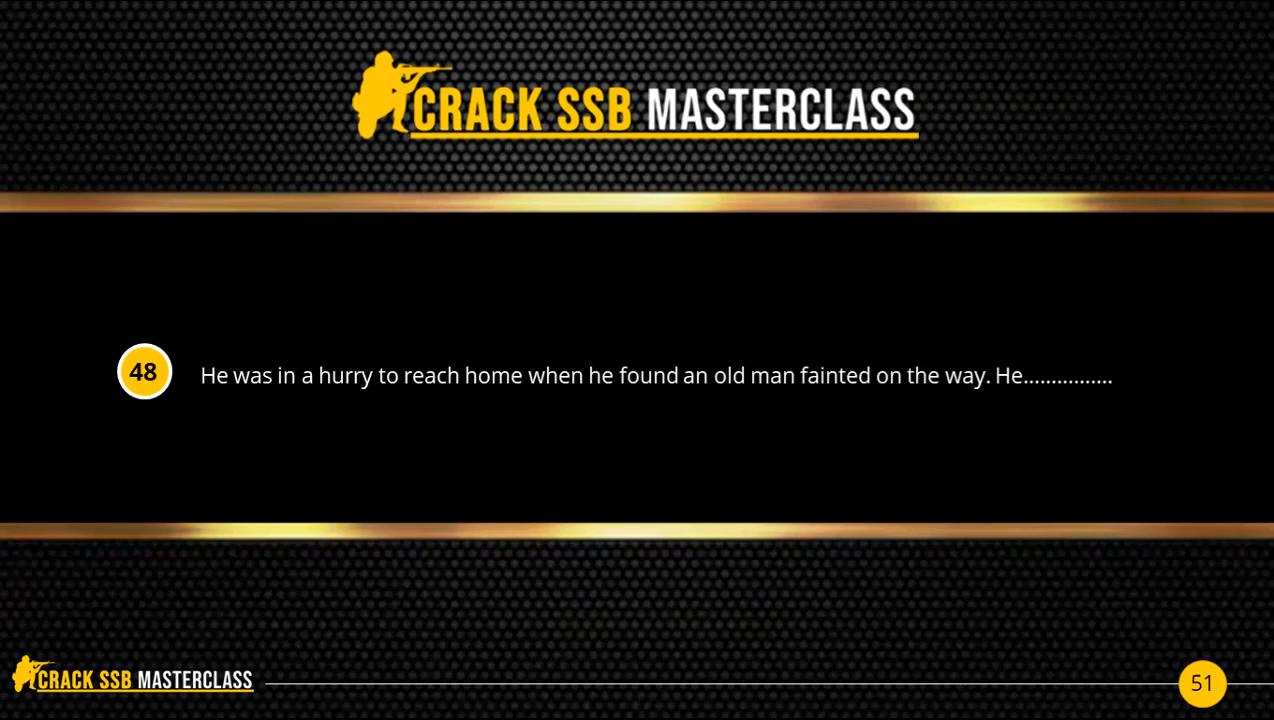 CRACK SSB MASTERCLASS
48 He was in a hurry to reach home when he found an old man fainted on the way. He................
CRACK SSB MASTERCLASS
51